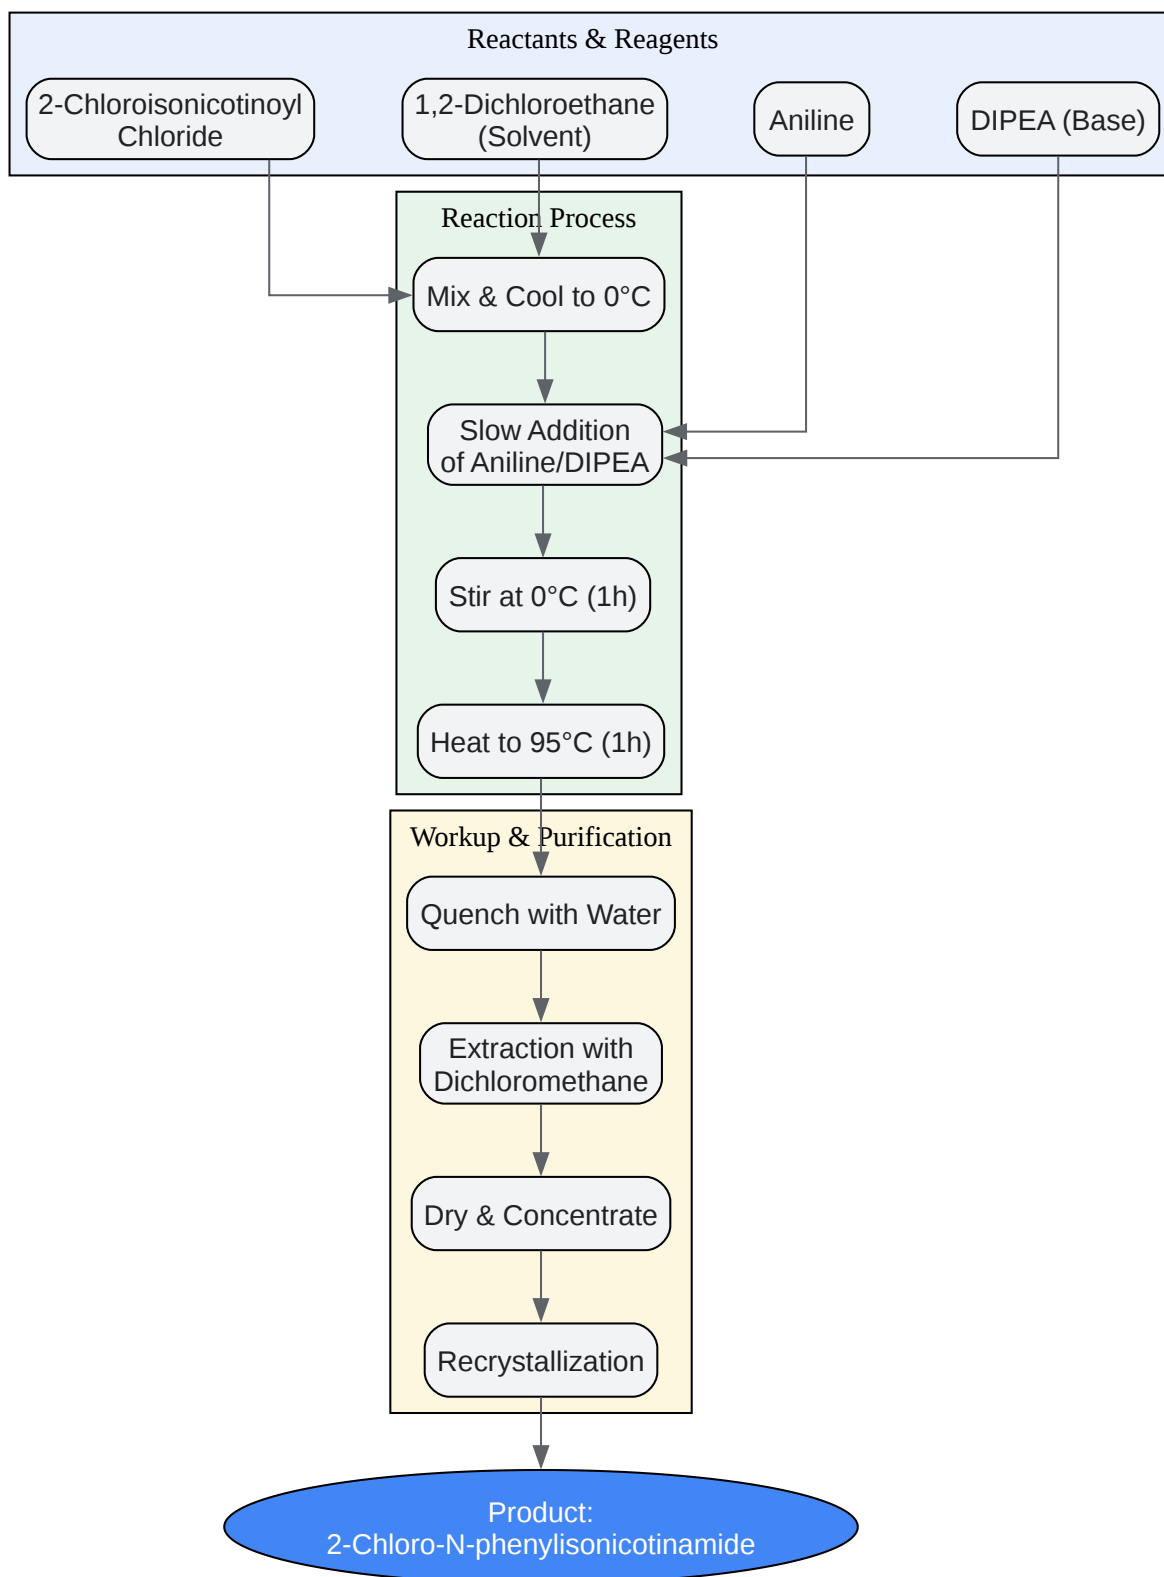 Reactants & Reagents
2-Chloroisonicotinoyl
Chloride
1,2-Dichloroethane
(Solvent)
Aniline
DIPEA (Base)
Reaction Process
Mix & Cool to 0°C
Slow Addition
of Aniline/DIPEA
Stir at 0°C (1h)
Heat to 95°C (1h)
Workup & Purification
Quench with Water
Extraction with
Dichloromethane
Dry & Concentrate
Recrystallization
Product:
2-Chloro-N-phenylisonicotinamide